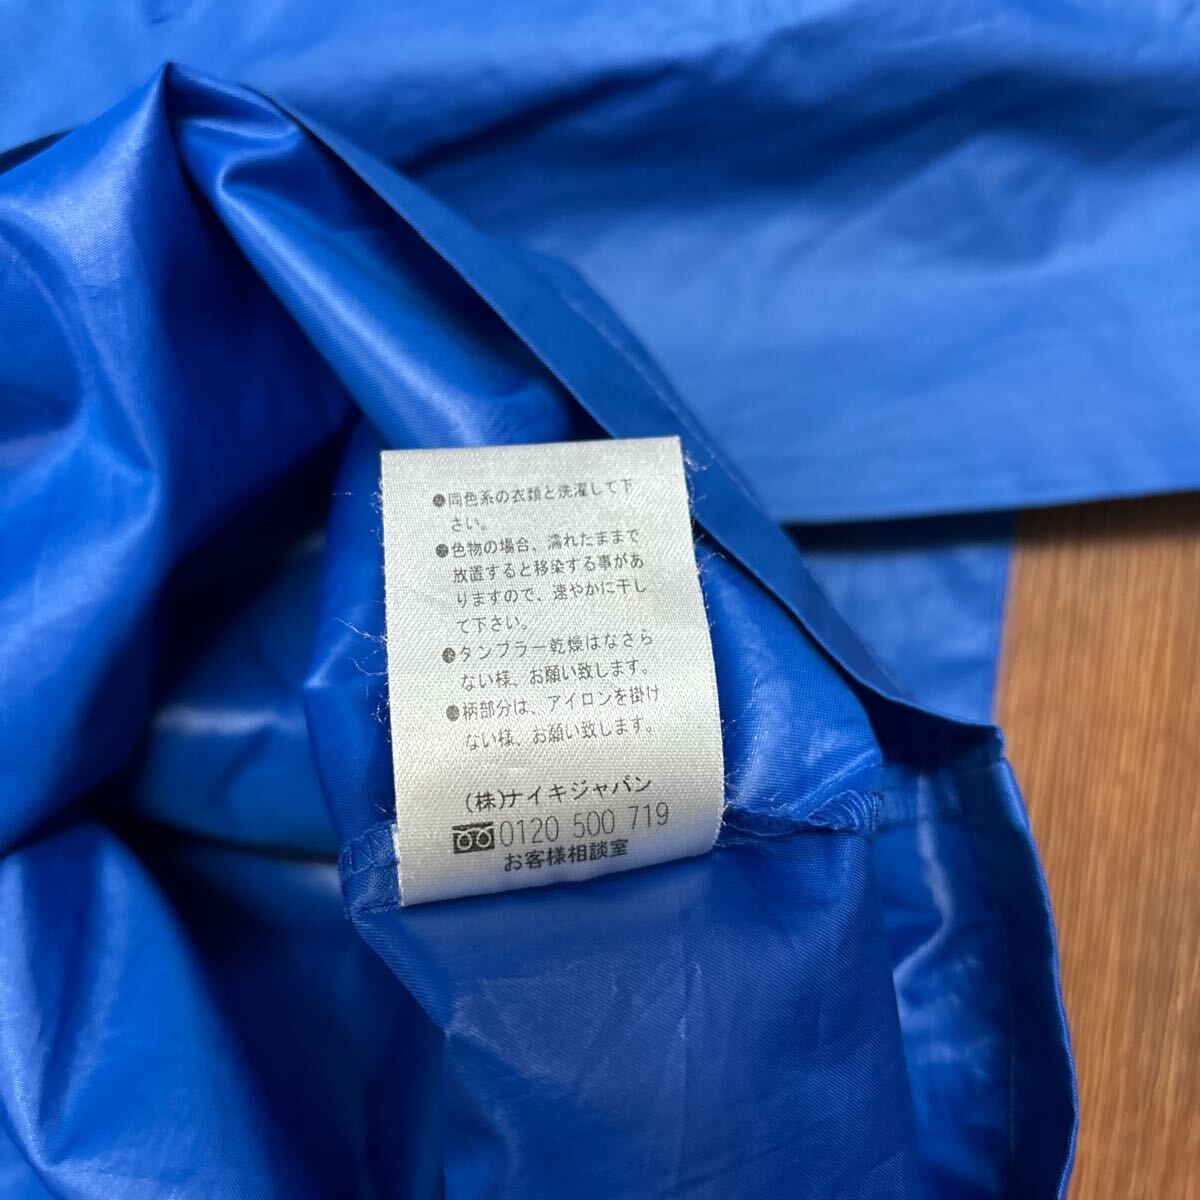 ●同色系の衣類と洗濯して下
さい。
●色物の場合、濡れたままで
放置すると移染する事があ
りますので、速やかに干し
て下さい。
●タンブラー乾燥はなさら
ない様、お願い致します。
●柄部分は、アイロンを掛け
ない様、お願い致します。
(株)ナイキジャパン
0120 500 719
お客様相談室